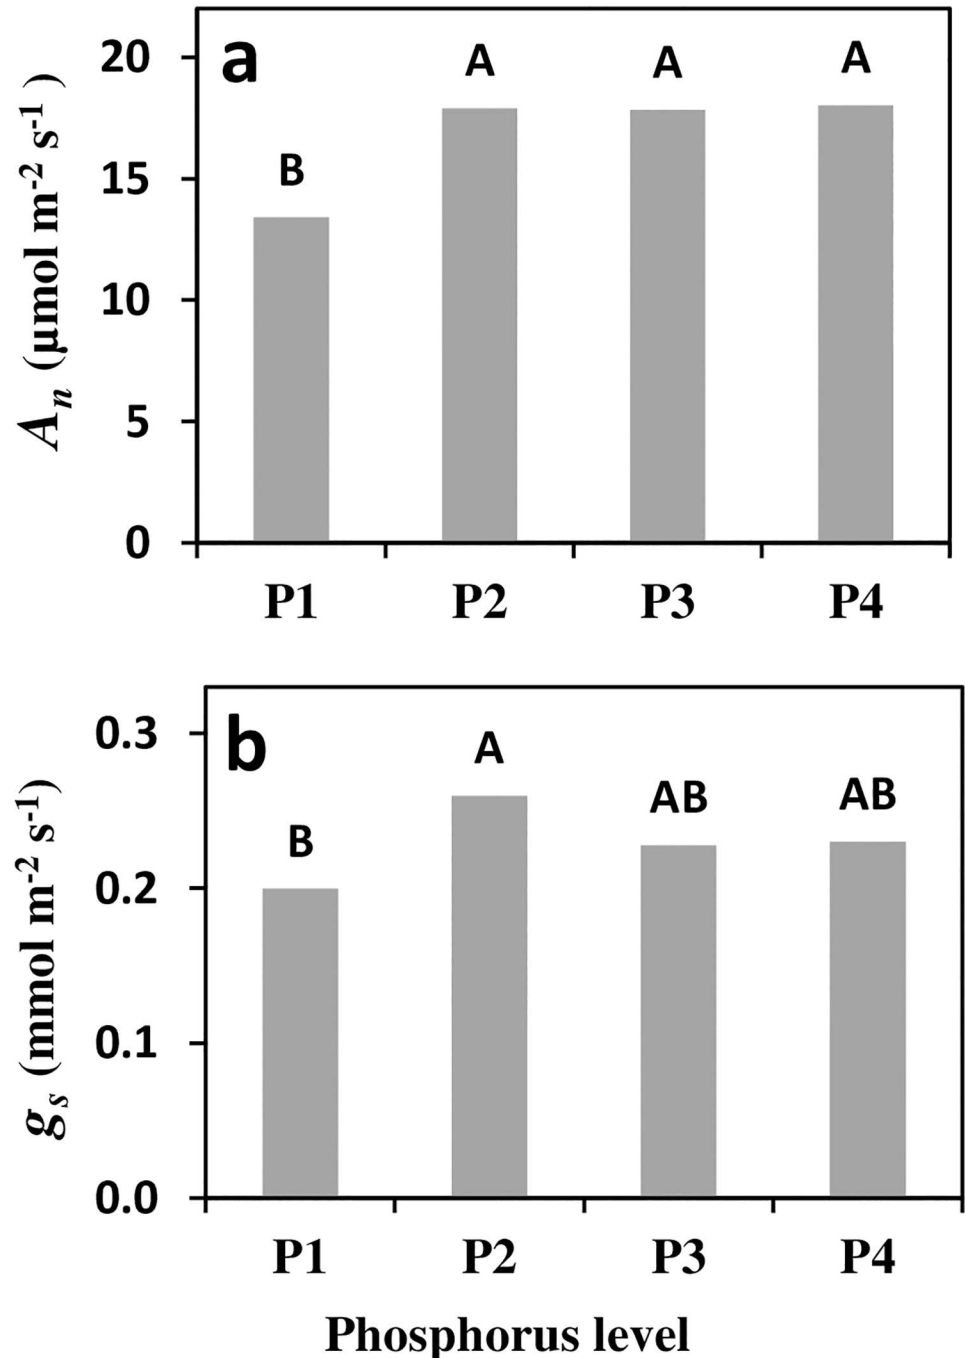 a
A A A
B
20
15
10
5
0
Aₙ (µmol m⁻² s⁻¹)
P1 P2 P3 P4
b
A
AB AB
B
0.3
0.2
0.1
0.0
gₛ (mmol m⁻² s⁻¹)
P1 P2 P3 P4
Phosphorus level